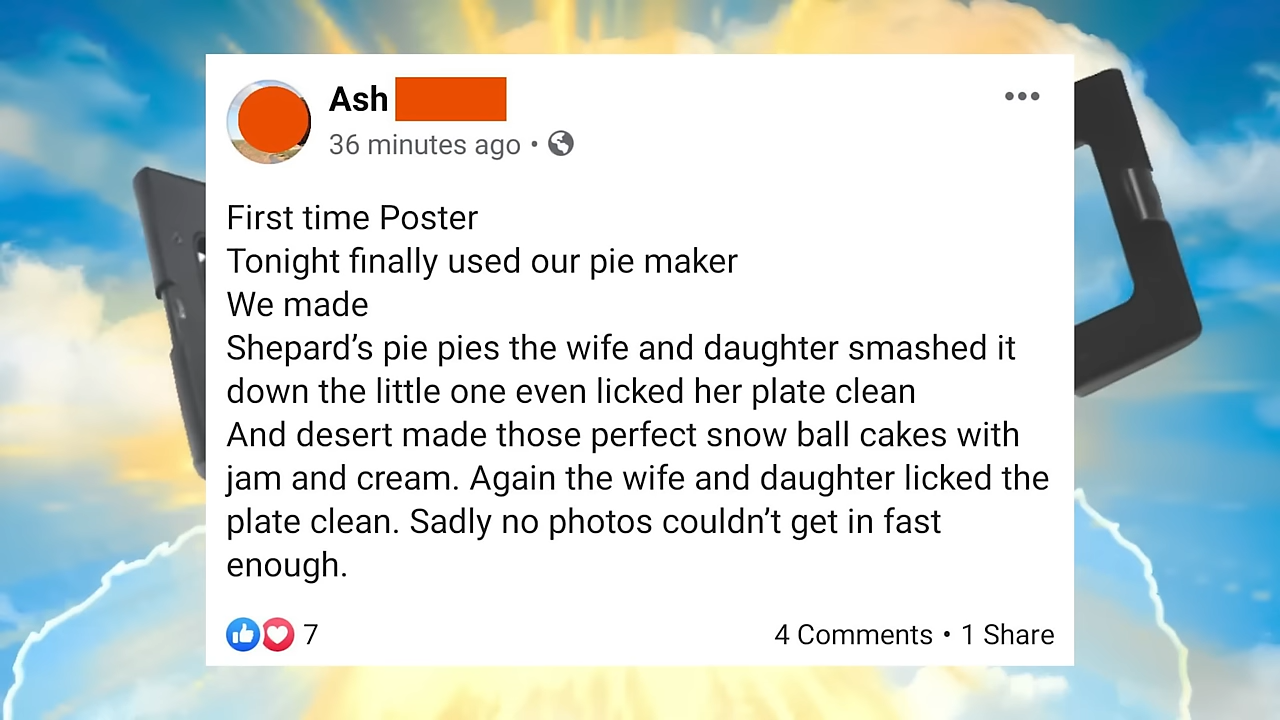 Ash
36 minutes ago •
First time Poster
Tonight finally used our pie maker
We made
Shepard’s pie pies the wife and daughter smashed it
down the little one even licked her plate clean
And desert made those perfect snow ball cakes with
jam and cream. Again the wife and daughter licked the
plate clean. Sadly no photos couldn’t get in fast
enough.
7 4 Comments • 1 Share